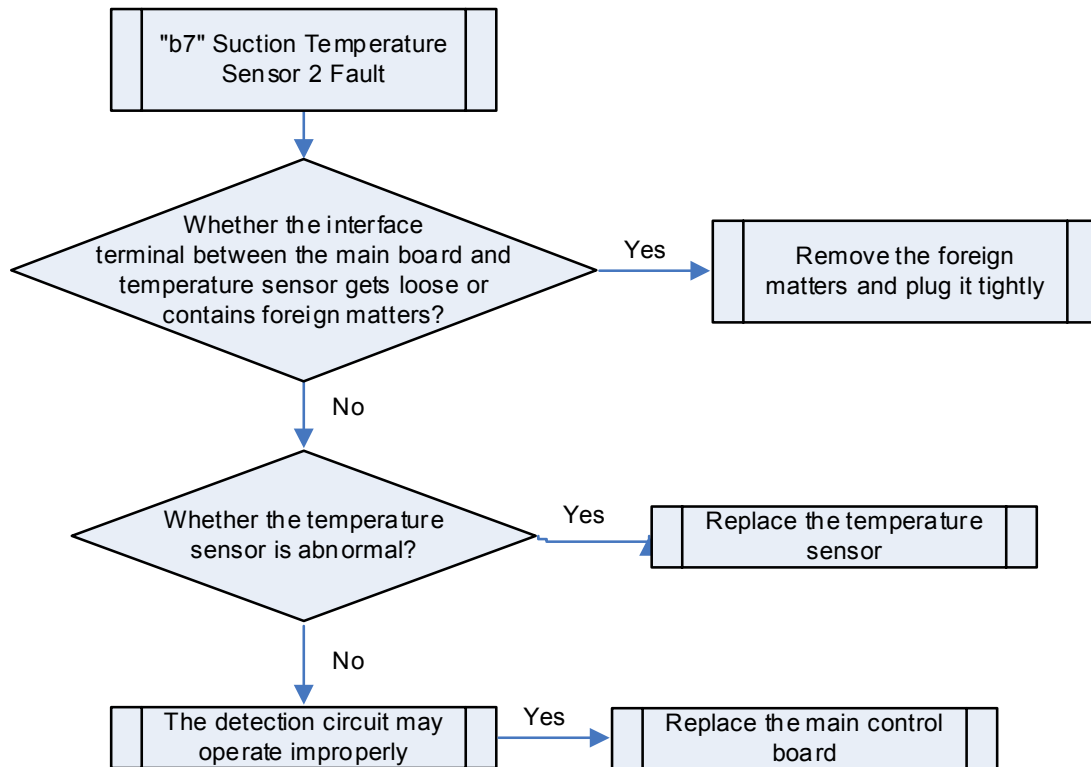 "b7" Suction Temperature
Sensor 2 Fault
Whether the interface
terminal between the main board and
temperature sensor gets loose or
contains foreign matters?
Yes
Remove the foreign
matters and plug it tightly
No
Whether the temperature
sensor is abnormal?
Yes
Replace the temperature
sensor
No
The detection circuit may
operate improperly
Yes
Replace the main control
board